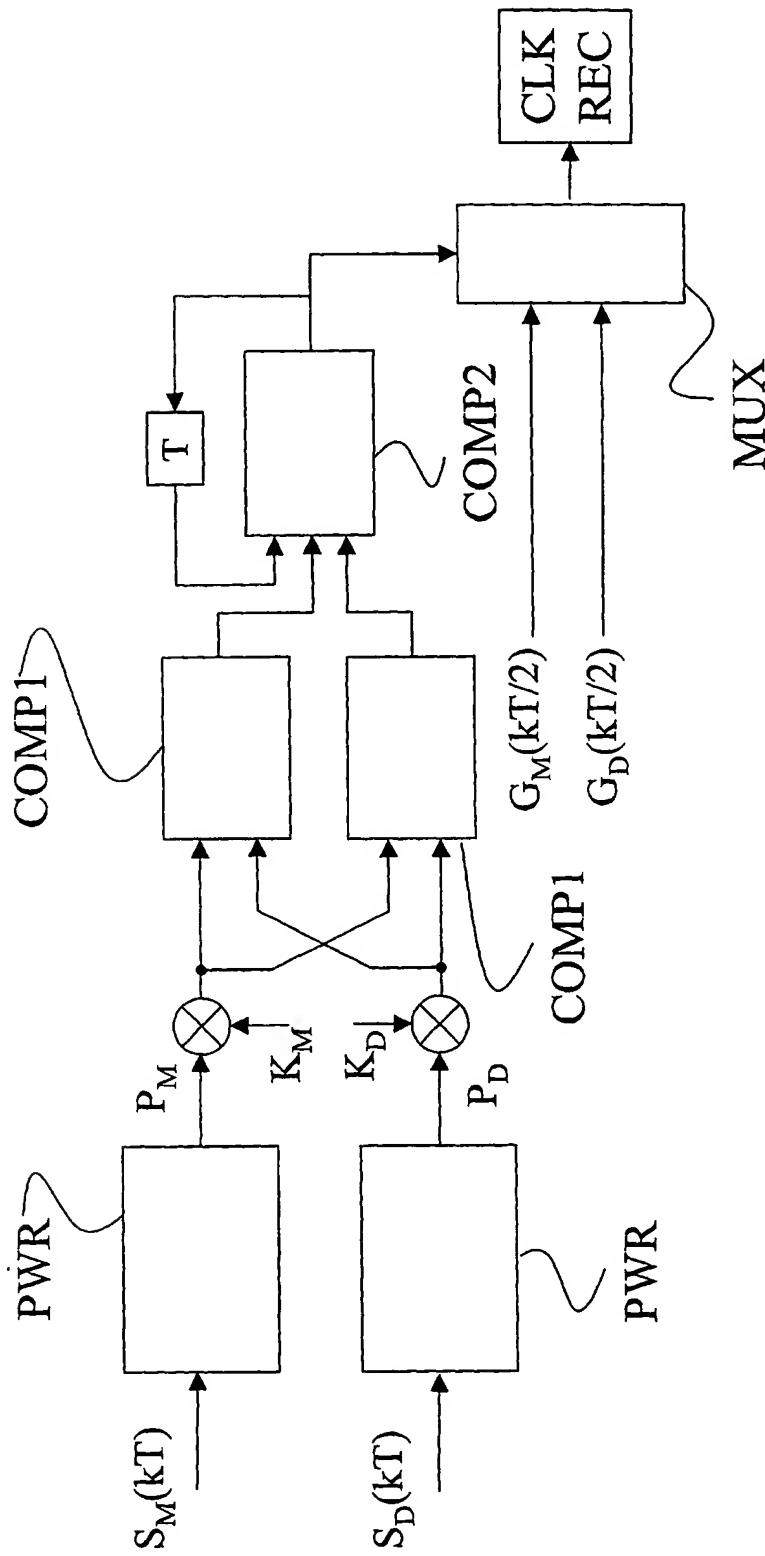 S_M(kT)
S_D(kT)
PWR
PWR
P_M
P_D
K_M
K_D
COMP1
COMP1
T
COMP2
G_M(kT/2)
G_D(kT/2)
MUX
CLK
REC